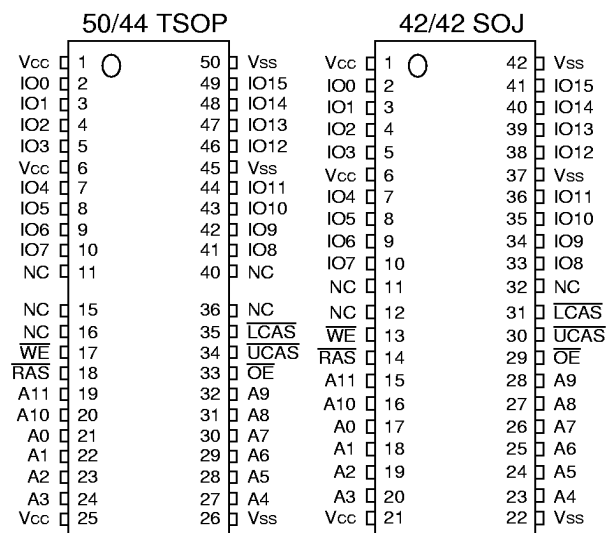 50/44 TSOP
Vcc 1 50 Vss
IO0 2 49 IO15
IO1 3 48 IO14
IO2 4 47 IO13
IO3 5 46 IO12
Vcc 6 45 Vss
IO4 7 44 IO11
IO5 8 43 IO10
IO6 9 42 IO9
IO7 10 41 IO8
NC 11 40 NC
NC 15 36 NC
NC 16 35 LCAS
WE 17 34 UCAS
RAS 18 33 OE
A11 19 32 A9
A10 20 31 A8
A0 21 30 A7
A1 22 29 A6
A2 23 28 A5
A3 24 27 A4
Vcc 25 26 Vss
42/42 SOJ
Vcc 1 42 Vss
IO0 2 41 IO15
IO1 3 40 IO14
IO2 4 39 IO13
IO3 5 38 IO12
Vcc 6 37 Vss
IO4 7 36 IO11
IO5 8 35 IO10
IO6 9 34 IO9
IO7 10 33 IO8
NC 11 32 NC
NC 12 31 LCAS
WE 13 30 UCAS
RAS 14 29 OE
A11 15 28 A9
A10 16 27 A8
A0 17 26 A7
A1 18 25 A6
A2 19 24 A5
A3 20 23 A4
Vcc 21 22 Vss